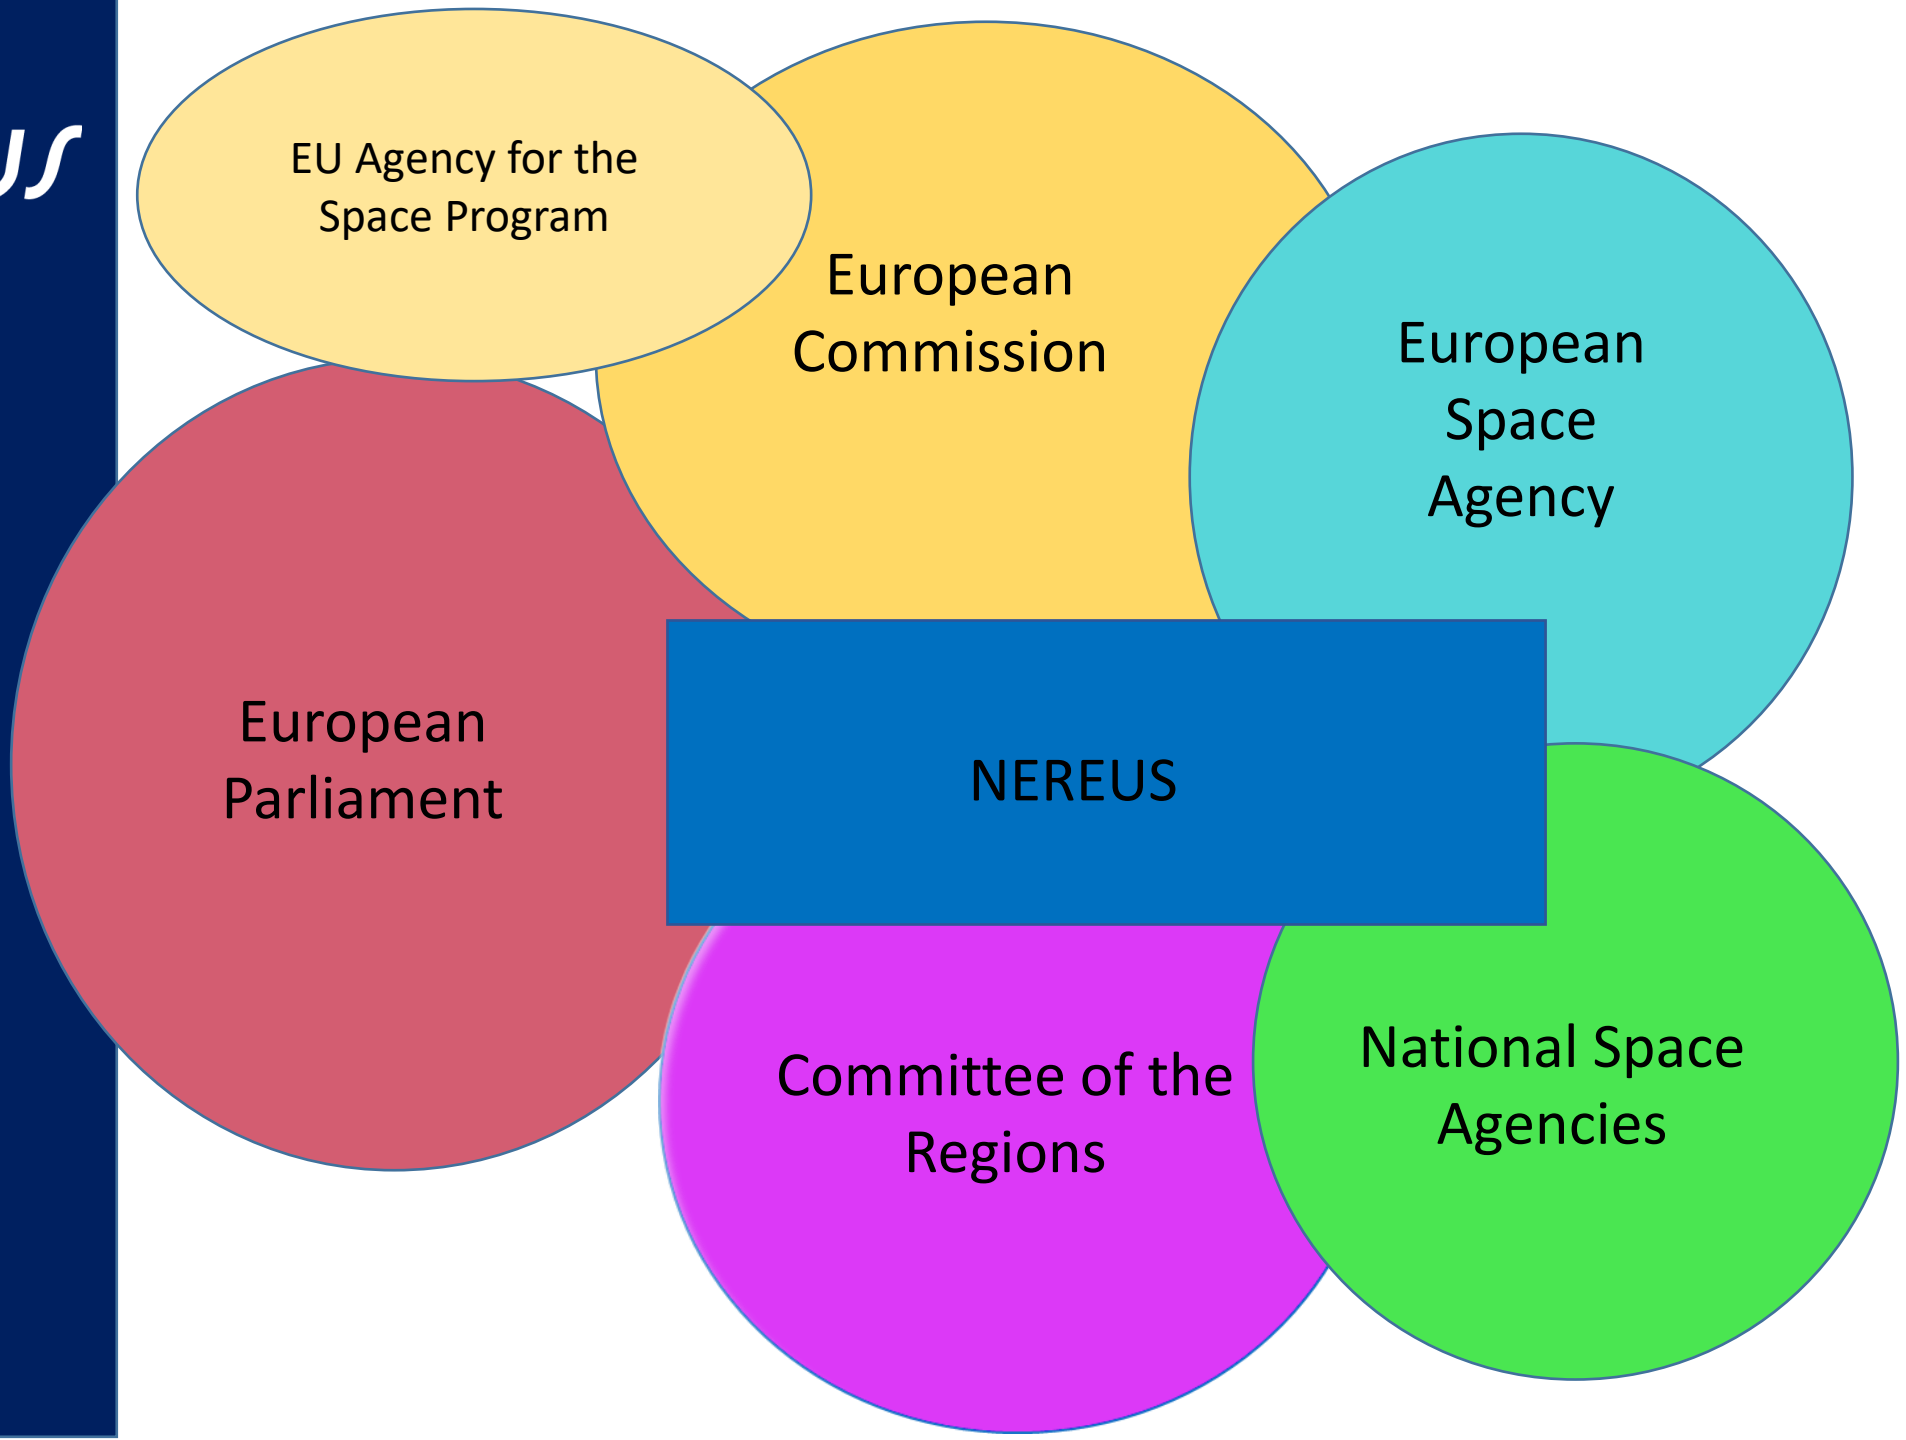 EU Agency for the
Space Program
European
Commission
European
Space
Agency
European
Parliament
NEREUS
Committee of the
Regions
National Space
Agencies